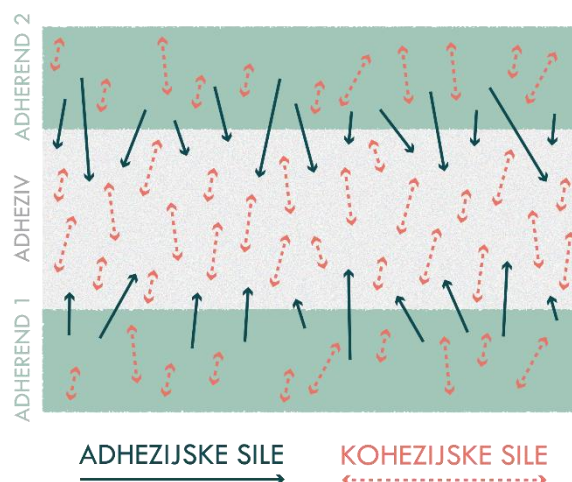 ADHEREND 2
ADHEZIV
ADHEREND 1
ADHEZIJSKE SILE
KOHEZIJSKE SILE